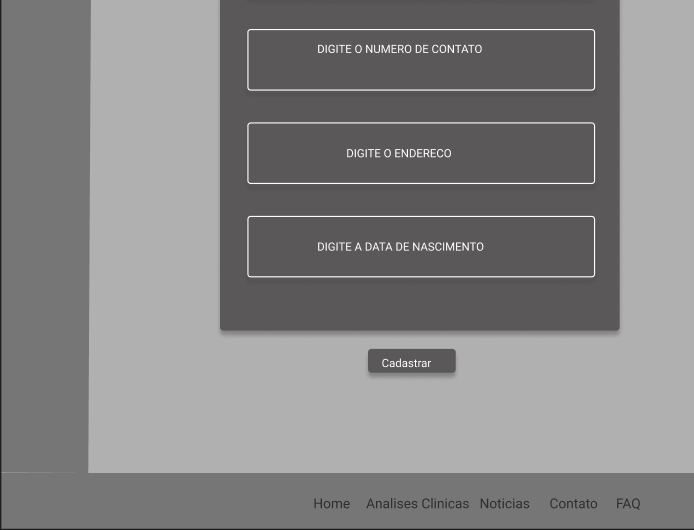 DIGITE O NUMERO DE CONTATO
DIGITE O ENDERECO
DIGITE A DATA DE NASCIMENTO
Cadastrar
Home Analises Clinicas Noticias Contato FAQ